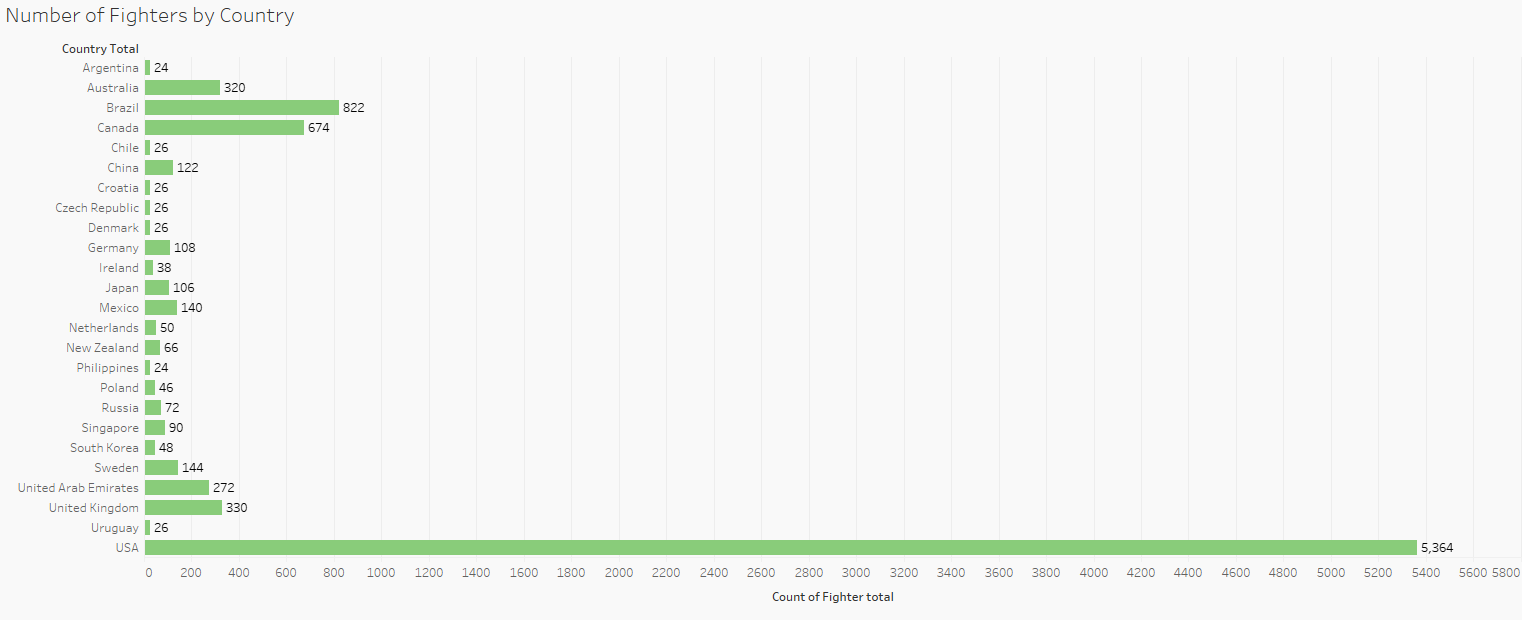 Number of Fighters by Country
Country Total
Argentina 24
Australia 320
Brazil 822
Canada 674
Chile 26
China 122
Croatia 26
Czech Republic 26
Denmark 26
Germany 108
Ireland 38
Japan 106
Mexico 140
Netherlands 50
New Zealand 66
Philippines 24
Poland 46
Russia 72
Singapore 90
South Korea 48
Sweden 144
United Arab Emirates 272
United Kingdom 330
Uruguay 26
USA 5,364
0 200 400 600 800 1000 1200 1400 1600 1800 2000 2200 2400 2600 2800 3000 3200 3400 3600 3800 4000 4200 4400 4600 4800 5000 5200 5400 5600 5800
Count of Fighter total